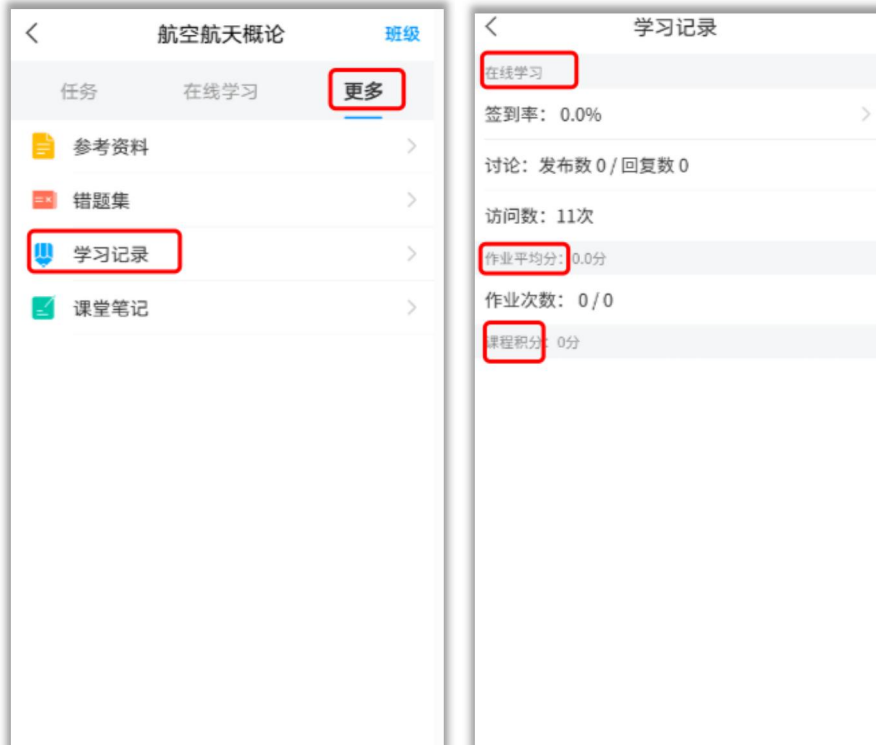 航空航天概论 班级
任务 在线学习 更多
参考资料
错题集
学习记录
课堂笔记
学习记录
在线学习
签到率：0.0%
讨论：发布数 0 / 回复数 0
访问数：11次
作业平均分：0.0分
作业次数：0 / 0
课程积分：0分